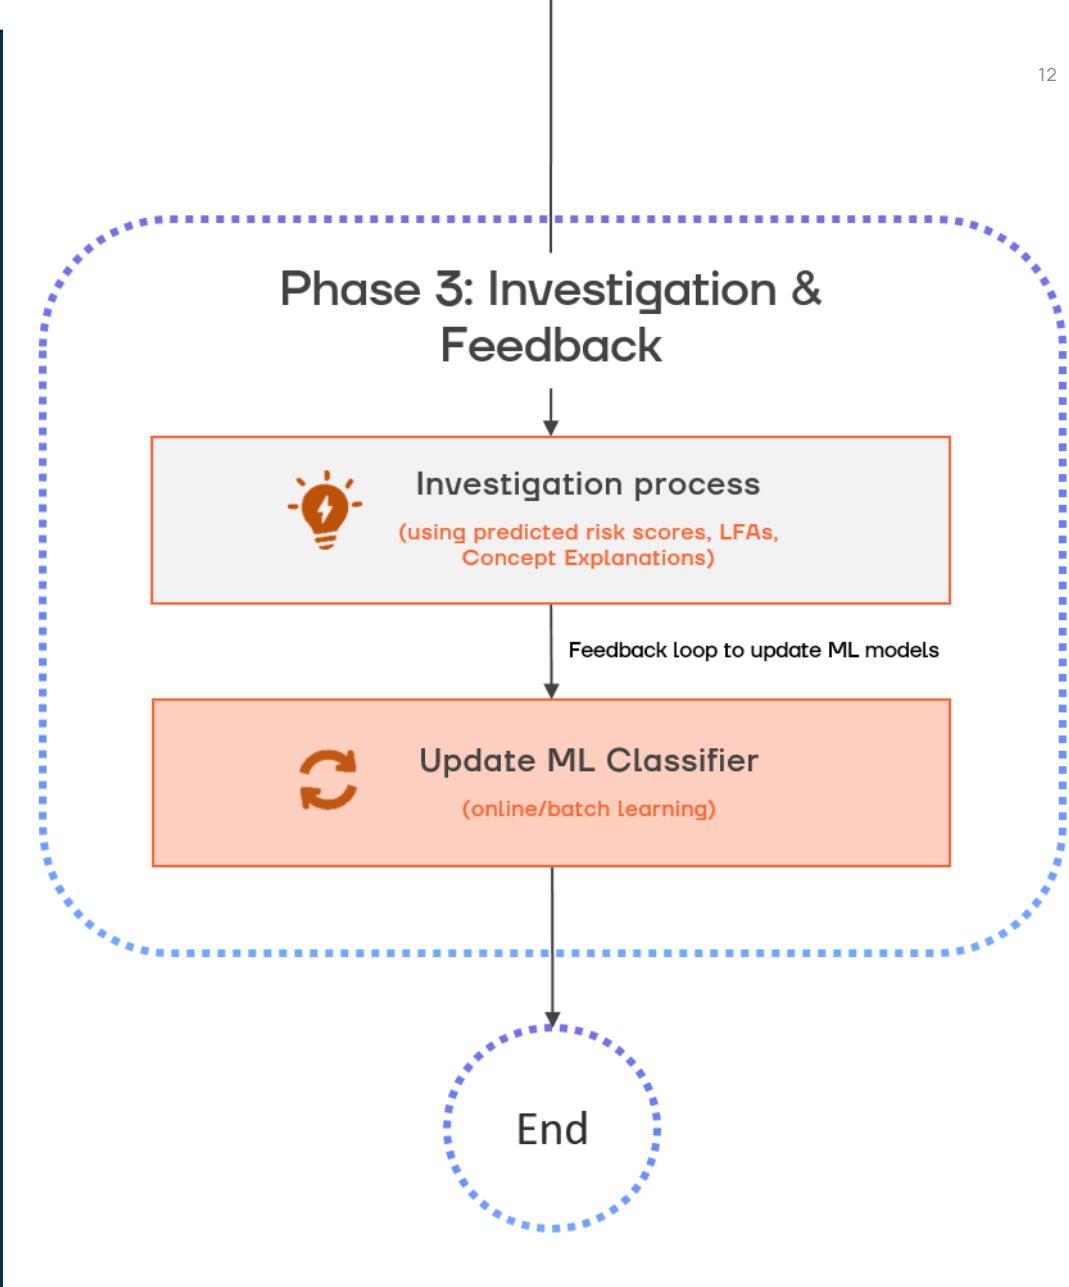 12
Phase 3: Investigation &
Feedback
Investigation process
(using predicted risk scores, LFAs,
Concept Explanations)
Feedback loop to update ML models
Update ML Classifier
(online/batch learning)
End